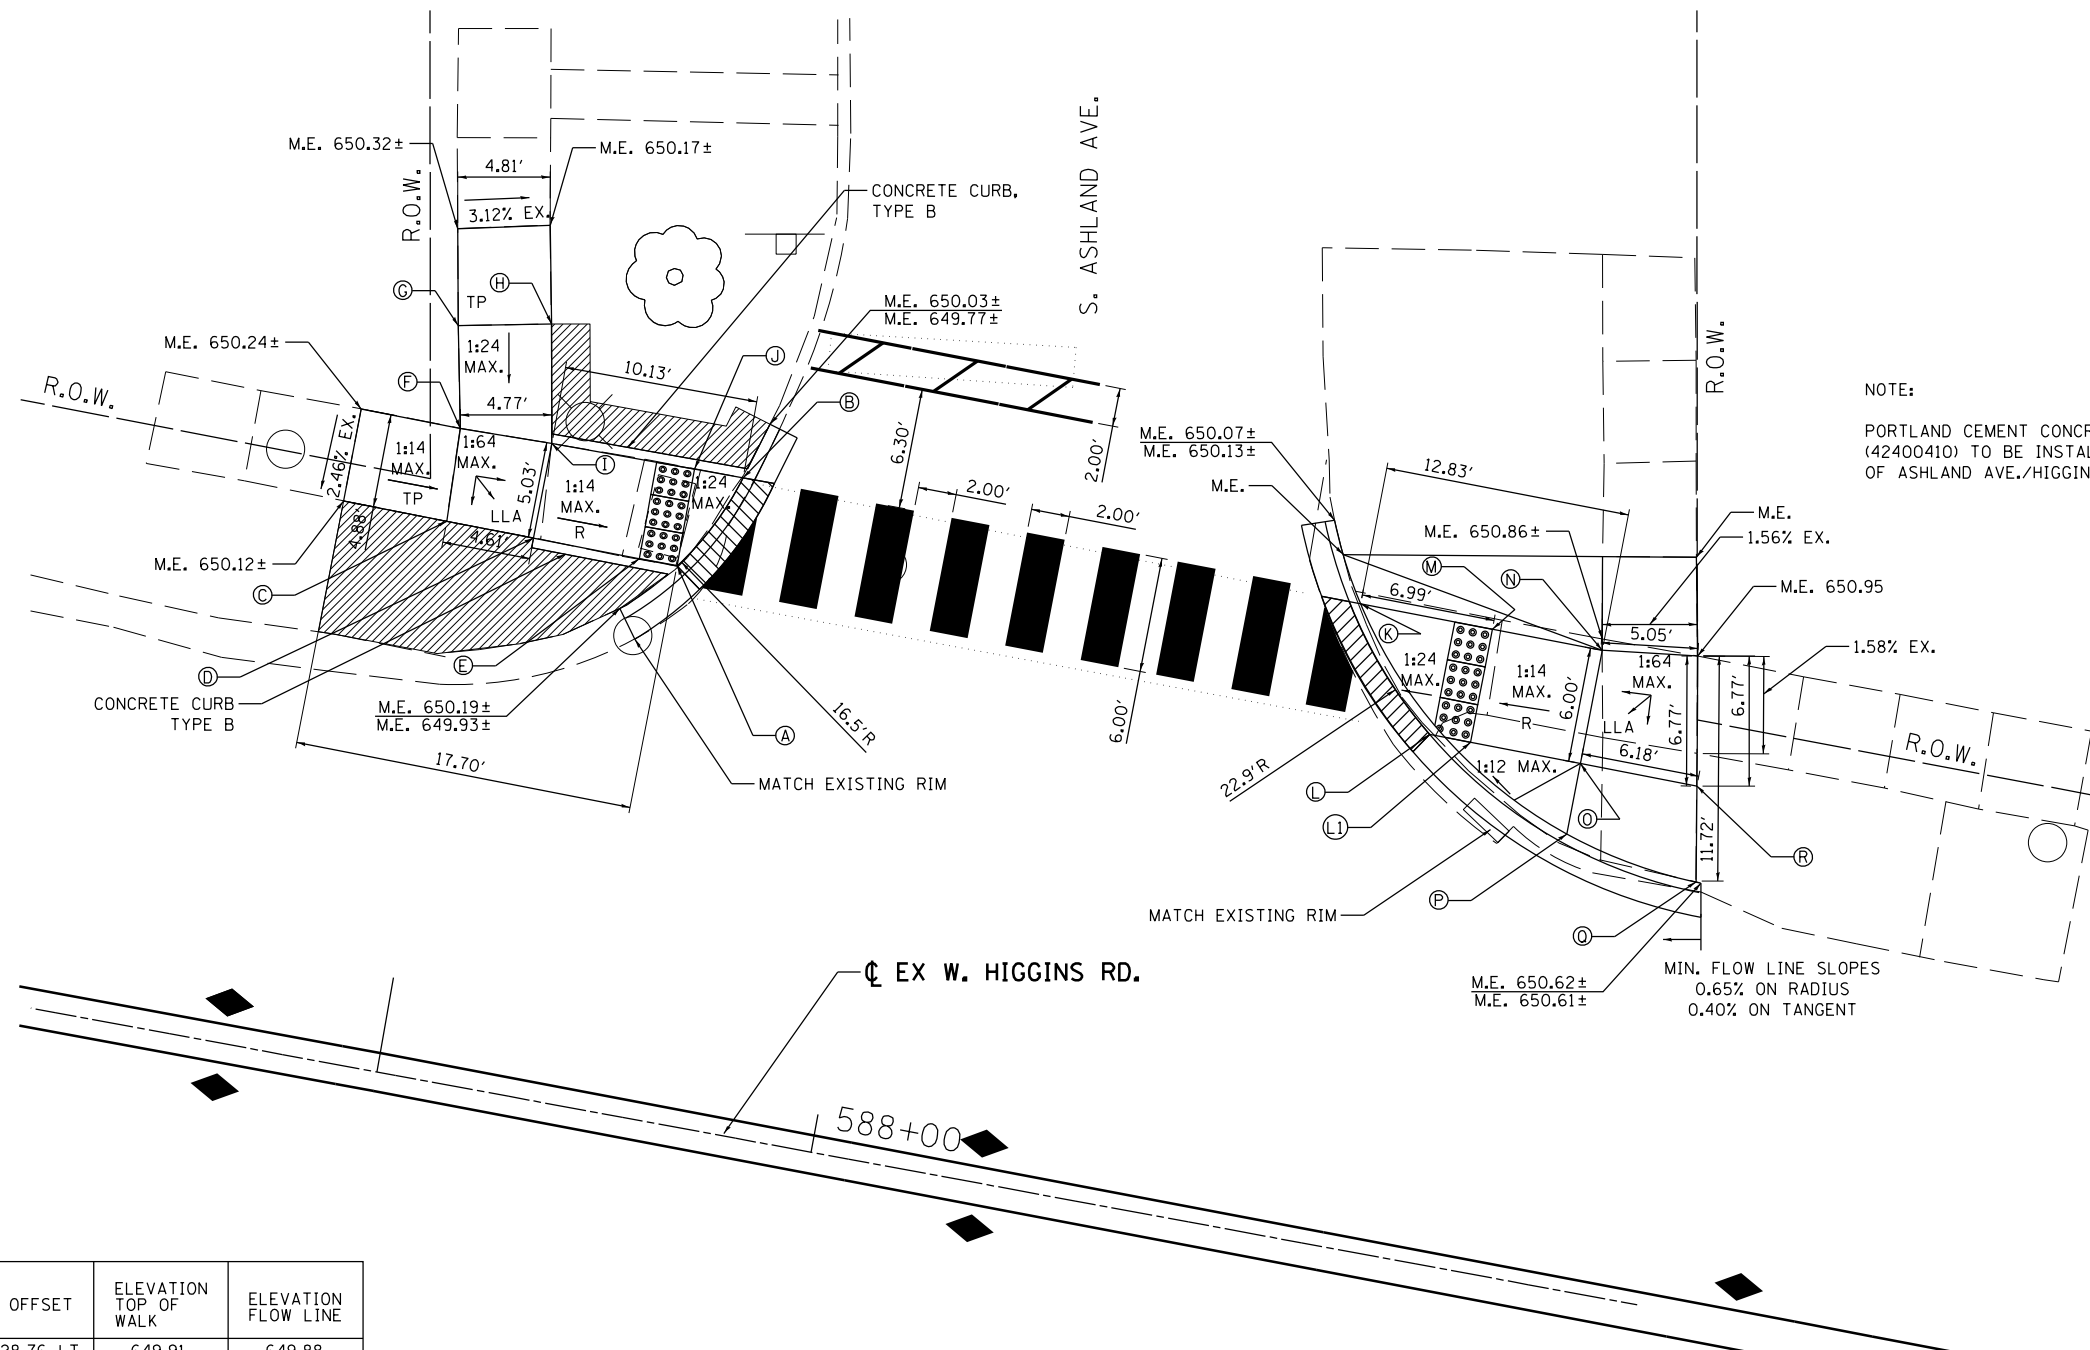 M.E. 650.32±
M.E. 650.17±
4.81'
R.O.W.
3.12% EX.
CONCRETE CURB,
TYPE B
S. ASHLAND AVE.
G
H
TP
M.E. 650.03±
M.E. 649.77±
M.E. 650.24±
1:24
MAX.
J
10.13'
F
4.77'
B
R.O.W.
2.46% EX.
1:14
MAX.
TP
1:64
MAX.
LLA
5.03'
I
1:14
MAX.
R
1:24
MAX.
6.30'
2.00'
2.00'
2.00'
4.88'
4.61'
M.E. 650.12±
C
D
E
CONCRETE CURB
TYPE B
M.E. 650.19±
M.E. 649.93±
A
16.5'R
17.70'
MATCH EXISTING RIM
6.00'
M.E. 650.07±
M.E. 650.13±
M.E.
12.83'
M.E. 650.86±
R.O.W.
NOTE:
PORTLAND CEMENT CONCR
(42400410) TO BE INSTAL
OF ASHLAND AVE./HIGGIN
M.E.
1.56% EX.
M
N
M.E. 650.95
6.99'
5.05'
K
1.58% EX.
1:24
MAX.
1:14
MAX.
R
6.00'
1:64
MAX.
LLA
6.77'
6.77'
6.18'
R.O.W.
1:12 MAX.
22.9'R
L
L1
O
11.72'
R
P
MATCH EXISTING RIM
Q
M.E. 650.62±
M.E. 650.61±
MIN. FLOW LINE SLOPES
0.65% ON RADIUS
0.40% ON TANGENT
℄ EX W. HIGGINS RD.
588+00
OFFSET
ELEVATION
TOP OF
WALK
ELEVATION
FLOW LINE
28.76 LT
649.91
649.88